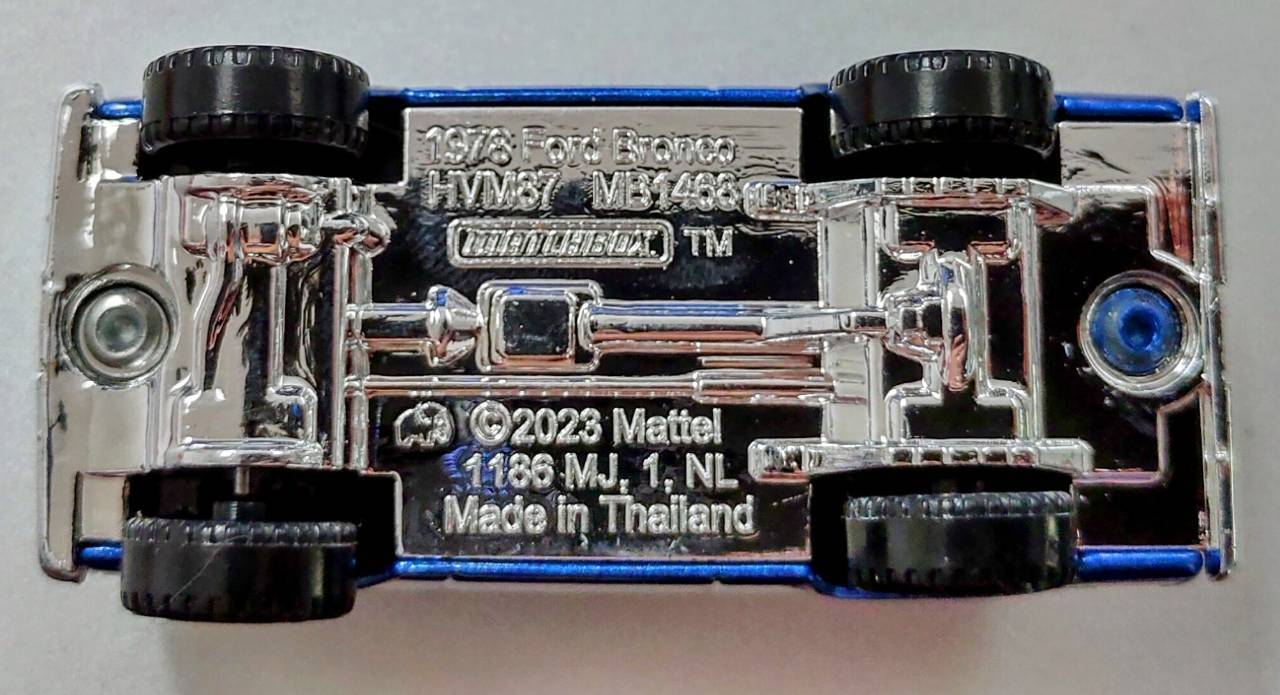 1978 Ford Bronco
HVM87 MB1468
MATCHBOX TM
©2023 Mattel
1186 MJ, 1, NL
Made in Thailand